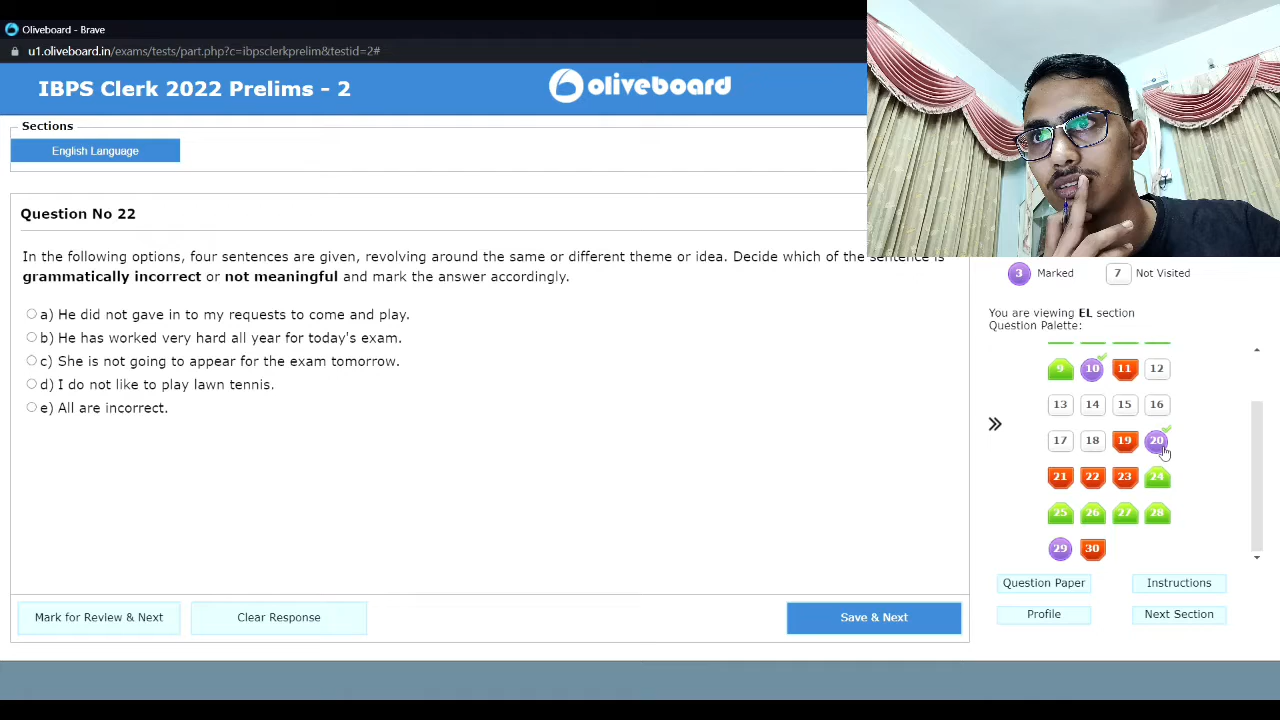 Oliveboard - Brave
u1.oliveboard.in/exams/tests/part.php?c=ibpsclerkprelim&testid=2#
IBPS Clerk 2022 Prelims - 2
oliveboard
Sections
English Language
Question No 22
In the following options, four sentences are given, revolving around the same or different theme or idea. Decide which of the sentence is
grammatically incorrect or not meaningful and mark the answer accordingly.
a) He did not gave in to my requests to come and play.
b) He has worked very hard all year for today's exam.
c) She is not going to appear for the exam tomorrow.
d) I do not like to play lawn tennis.
e) All are incorrect.
Mark for Review & Next
Clear Response
Save & Next
3 Marked 7 Not Visited
You are viewing EL section
Question Palette:
9 10 11 12
13 14 15 16
17 18 19 20
21 22 23 24
25 26 27 28
29 30
Question Paper Instructions
Profile Next Section